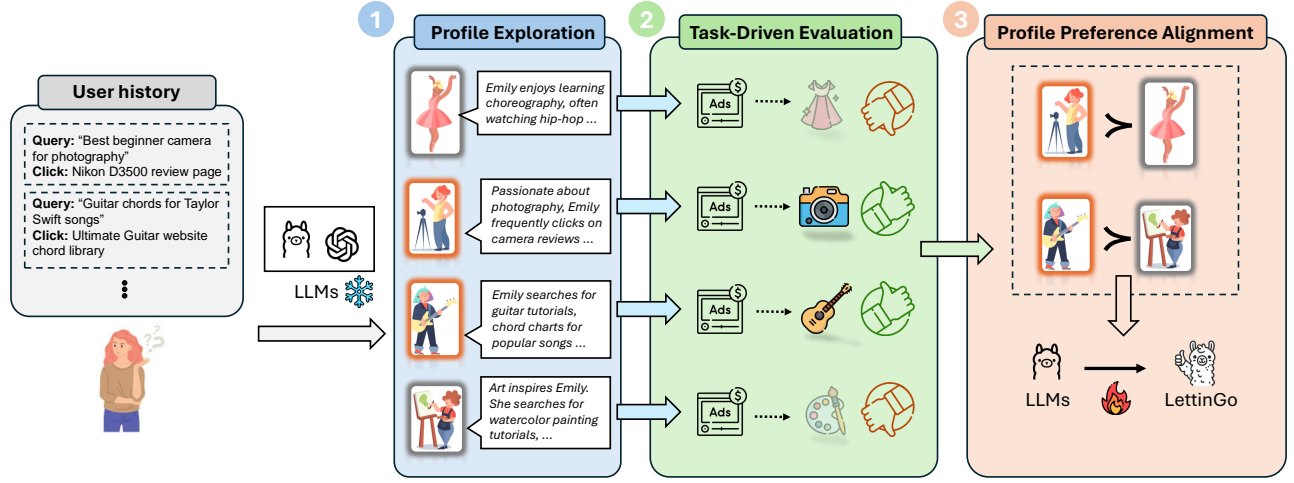 User history
Query: "Best beginner camera
for photography"
Click: Nikon D3500 review page
Query: "Guitar chords for Taylor
Swift songs"
Click: Ultimate Guitar website
chord library
LLMs
1
Profile Exploration
Emily enjoys learning
choreography, often
watching hip-hop ...
Passionate about
photography, Emily
frequently clicks on
camera reviews ...
Emily searches for
guitar tutorials,
chord charts for
popular songs ...
Art inspires Emily.
She searches for
watercolor painting
tutorials, ...
2
Task-Driven Evaluation
$
Ads
$
Ads
$
Ads
$
Ads
3
Profile Preference Alignment
≻
≻
LLMs
LettinGo
??
?